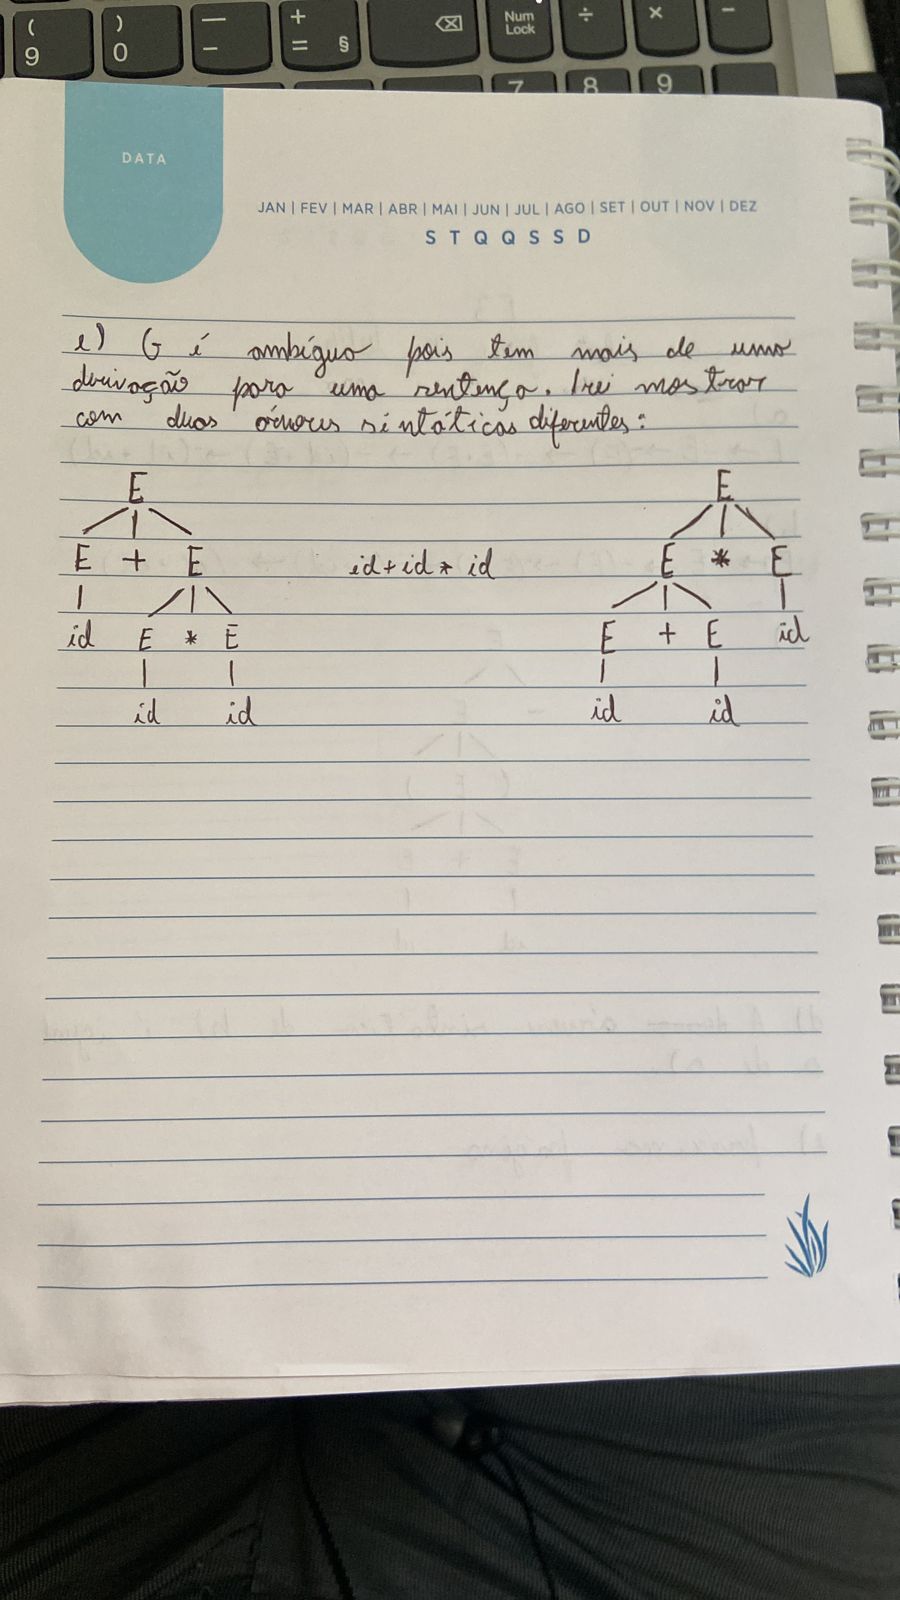 ( ) — + Num Lock ÷ × −
9 0 − = §
7 8 9
DATA
JAN | FEV | MAR | ABR | MAI | JUN | JUL | AGO | SET | OUT | NOV | DEZ
S T Q Q S S D
e) G é ambígua pois tem mais de uma
derivação para uma sentença. Irei mostrar
com duas árvores sintáticas diferentes:
E E
E + E id+id* id E * E
id E * E E + E id
id id id id